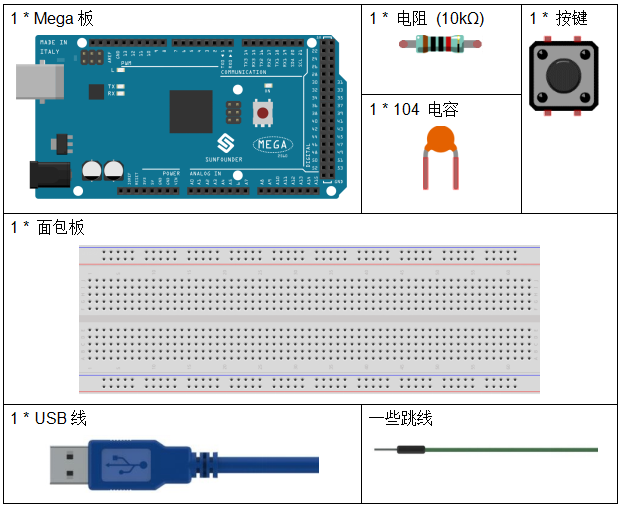 1 * Mega 板
1 * 电阻 (10kΩ)
1 * 按键
MADE IN
ITALY
PWM
L
TX
RX
COMMUNICATION
SUNFOUNDER
MEGA
DIGITAL
POWER
ANALOG IN
1 * 104 电容
1 * 面包板
1 * USB 线
一些跳线